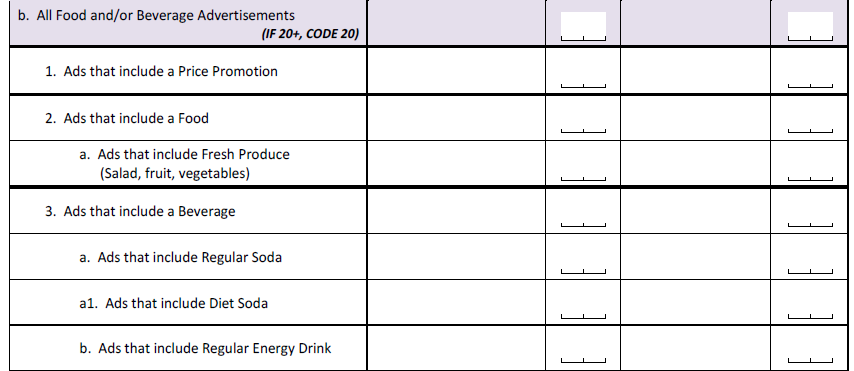 b. All Food and/or Beverage Advertisements
(IF 20+, CODE 20)
1. Ads that include a Price Promotion
2. Ads that include a Food
a. Ads that include Fresh Produce
(Salad, fruit, vegetables)
3. Ads that include a Beverage
a. Ads that include Regular Soda
a1. Ads that include Diet Soda
b. Ads that include Regular Energy Drink